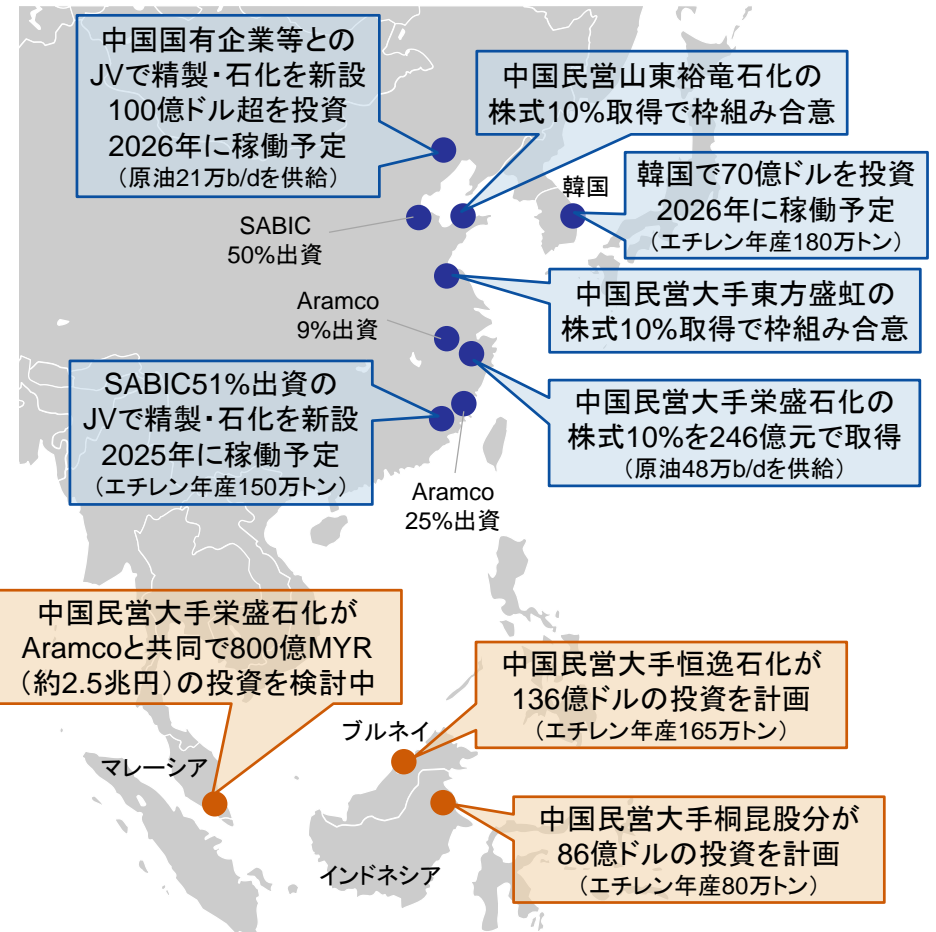 中国国有企業等との
JVで精製・石化を新設
100億ドル超を投資
2026年に稼働予定
（原油21万b/dを供給）
中国民営山東裕竜石化の
株式10%取得で枠組み合意
韓国
韓国で70億ドルを投資
2026年に稼働予定
（エチレン年産180万トン）
SABIC
50%出資
中国民営大手東方盛虹の
株式10%取得で枠組み合意
Aramco
9%出資
SABIC51%出資の
JVで精製・石化を新設
2025年に稼働予定
（エチレン年産150万トン）
中国民営大手栄盛石化の
株式10%を246億元で取得
（原油48万b/dを供給）
Aramco
25%出資
中国民営大手栄盛石化が
Aramcoと共同で800億MYR
（約2.5兆円）の投資を検討中
中国民営大手恒逸石化が
136億ドルの投資を計画
（エチレン年産165万トン）
ブルネイ
マレーシア
中国民営大手桐昆股分が
86億ドルの投資を計画
（エチレン年産80万トン）
インドネシア